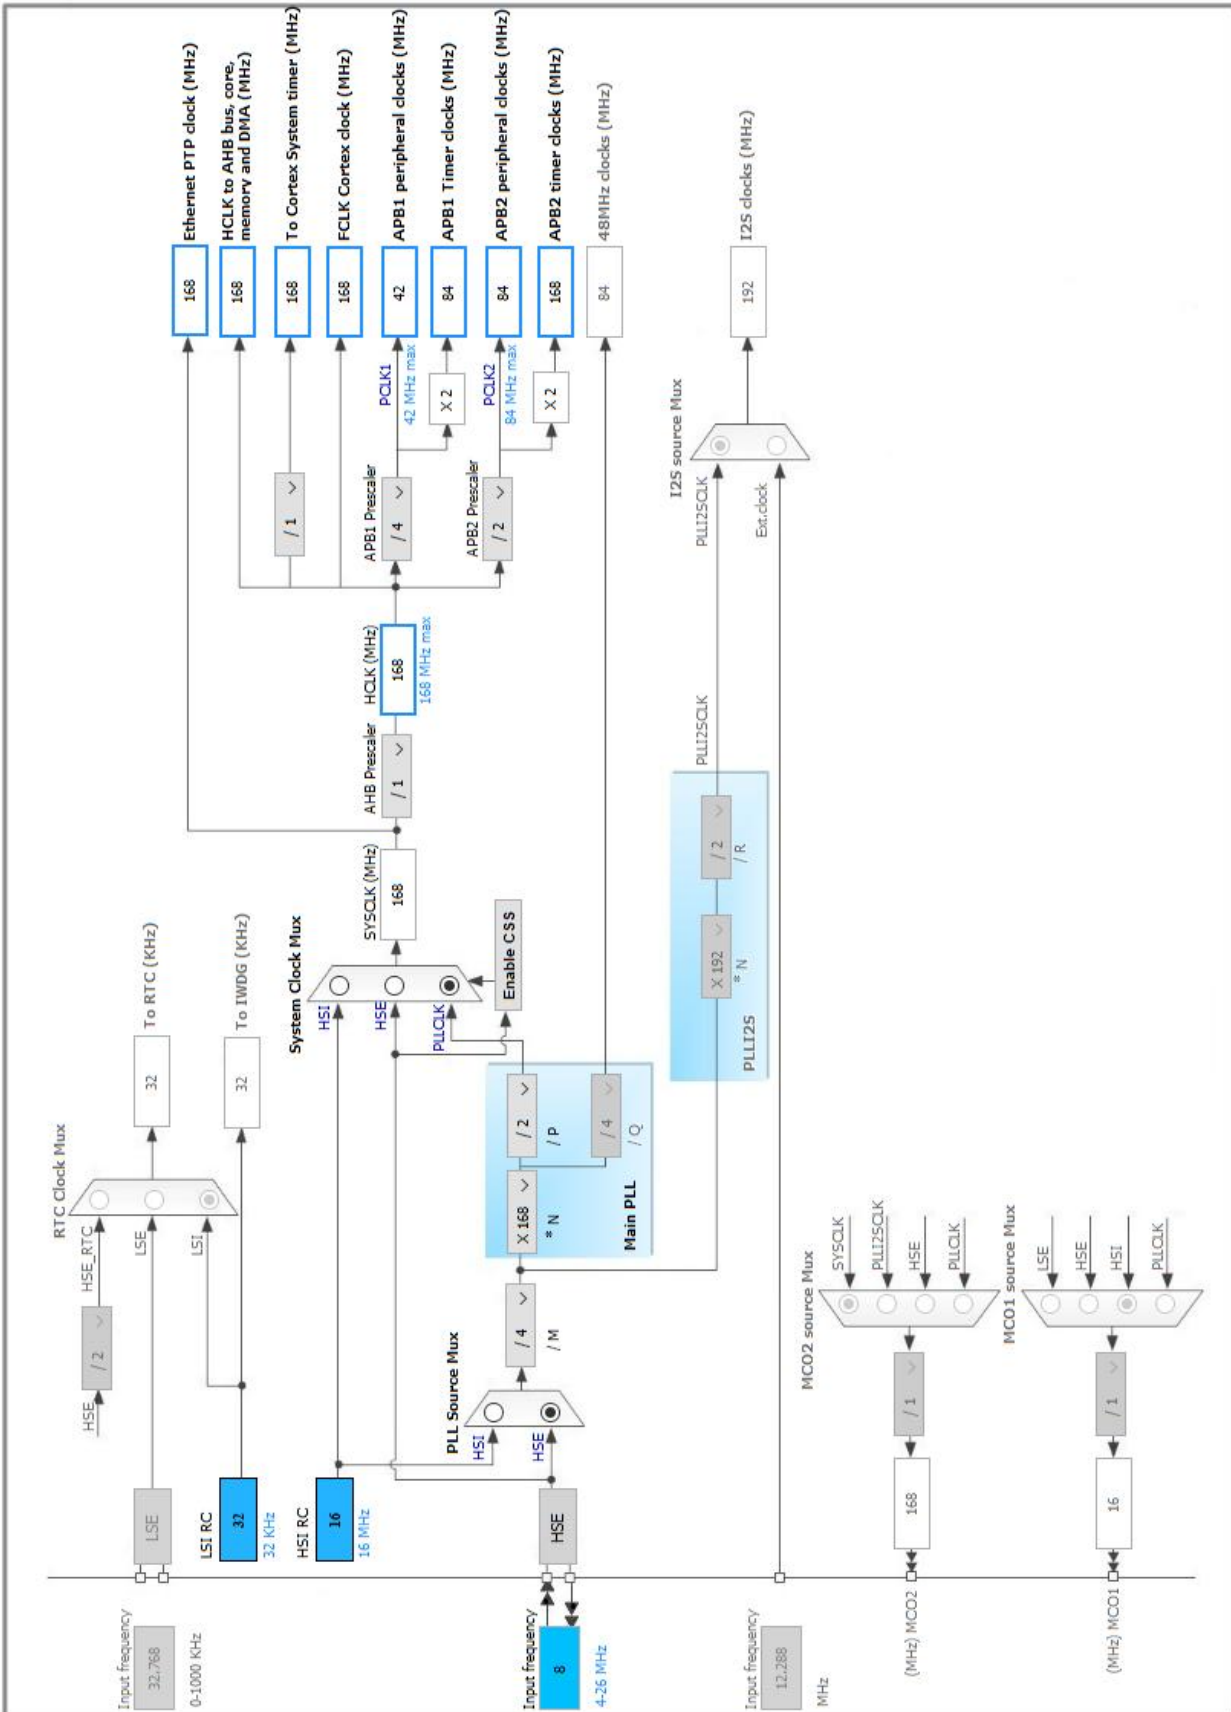 Input frequency
32.768
0-1000 KHz
LSE
LSI RC
32
32 KHz
HSI RC
16
16 MHz
HSE
/ 2
HSE_RTC
LSE
LSI
RTC Clock Mux
32
To RTC (KHz)
32
To IWDG (KHz)
Input frequency
8
4-26 MHz
HSE
PLL Source Mux
HSI
HSE
/ 4
/ M
X 168
* N
/ 2
/ P
/ 4
/ Q
Main PLL
System Clock Mux
HSI
HSE
PLLCLK
Enable CSS
SYSCLK (MHz)
168
AHB Prescaler
/ 1
HCLK (MHz)
168
168 MHz max
/ 1
APB1 Prescaler
/ 4
PCLK1
42 MHz max
X 2
APB2 Prescaler
/ 2
PCLK2
84 MHz max
X 2
168
Ethernet PTP clock (MHz)
168
HCLK to AHB bus, core,
memory and DMA (MHz)
168
To Cortex System timer (MHz)
168
FCLK Cortex clock (MHz)
42
APB1 peripheral clocks (MHz)
84
APB1 Timer clocks (MHz)
84
APB2 peripheral clocks (MHz)
168
APB2 timer clocks (MHz)
84
48MHz clocks (MHz)
X 192
* N
/ 2
/ R
PLLI2S
PLLI2SCLK
PLLI2SCLK
Ext.clock
I2S source Mux
192
I2S clocks (MHz)
Input frequency
12.288
MHz
MCO2 source Mux
SYSCLK
PLLI2SCLK
HSE
PLLCLK
/ 1
168
(MHz) MCO2
MCO1 source Mux
LSE
HSE
HSI
PLLCLK
/ 1
16
(MHz) MCO1